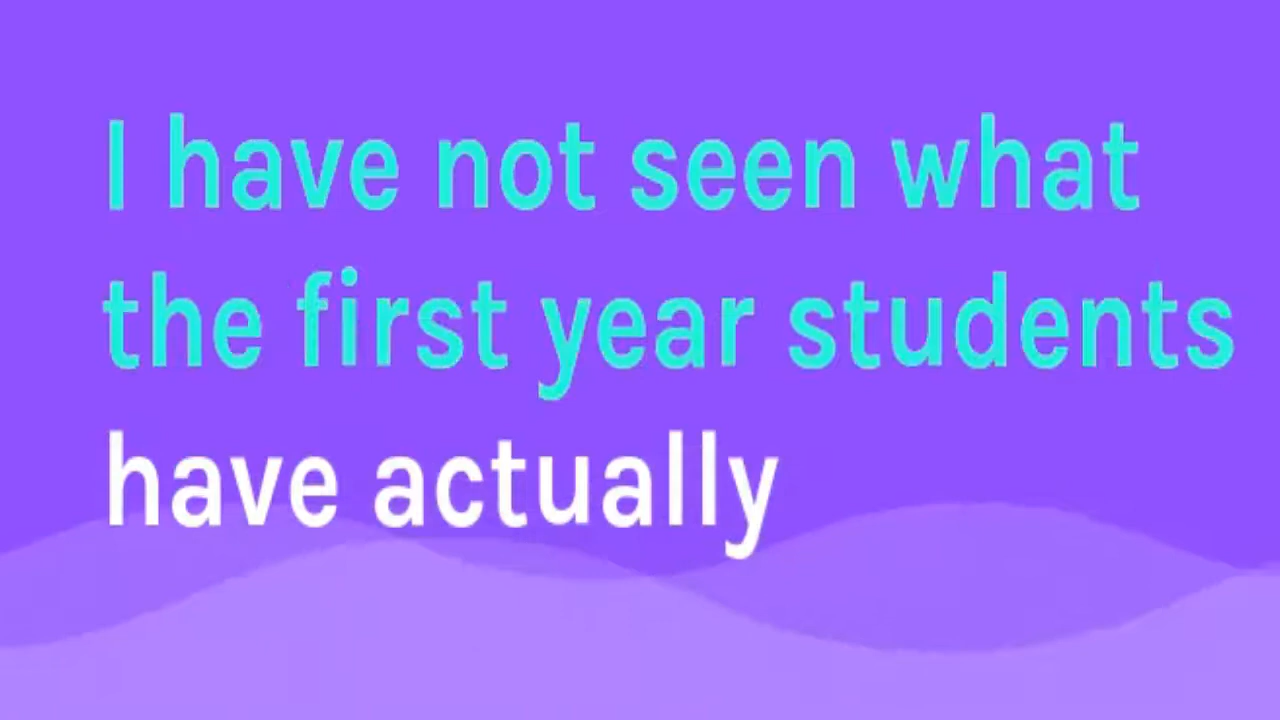 I have not seen what
the first year students
have actually